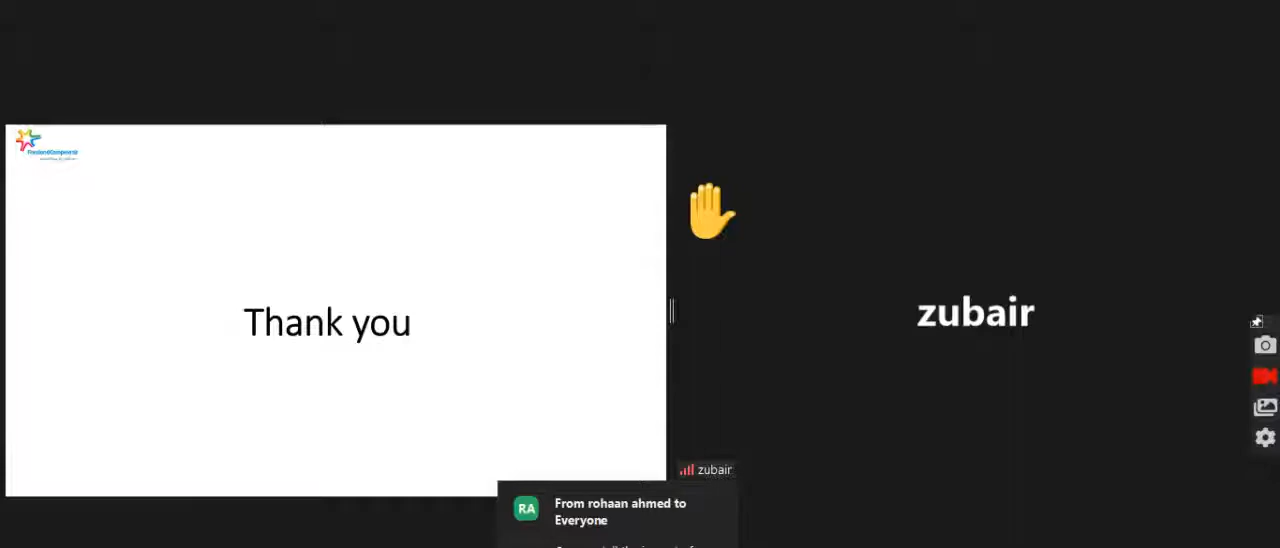 Thank you
zubair
zubair
RA
From rohaan ahmed to
Everyone